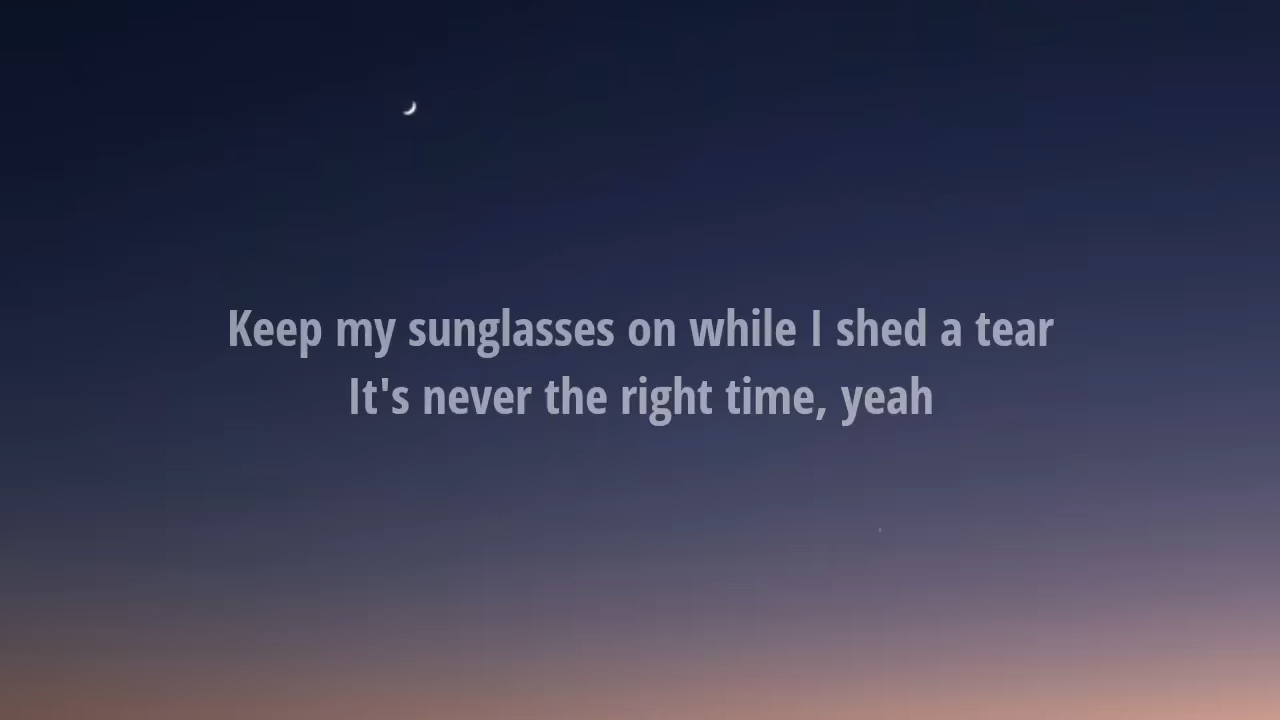 Keep my sunglasses on while I shed a tear
It's never the right time, yeah